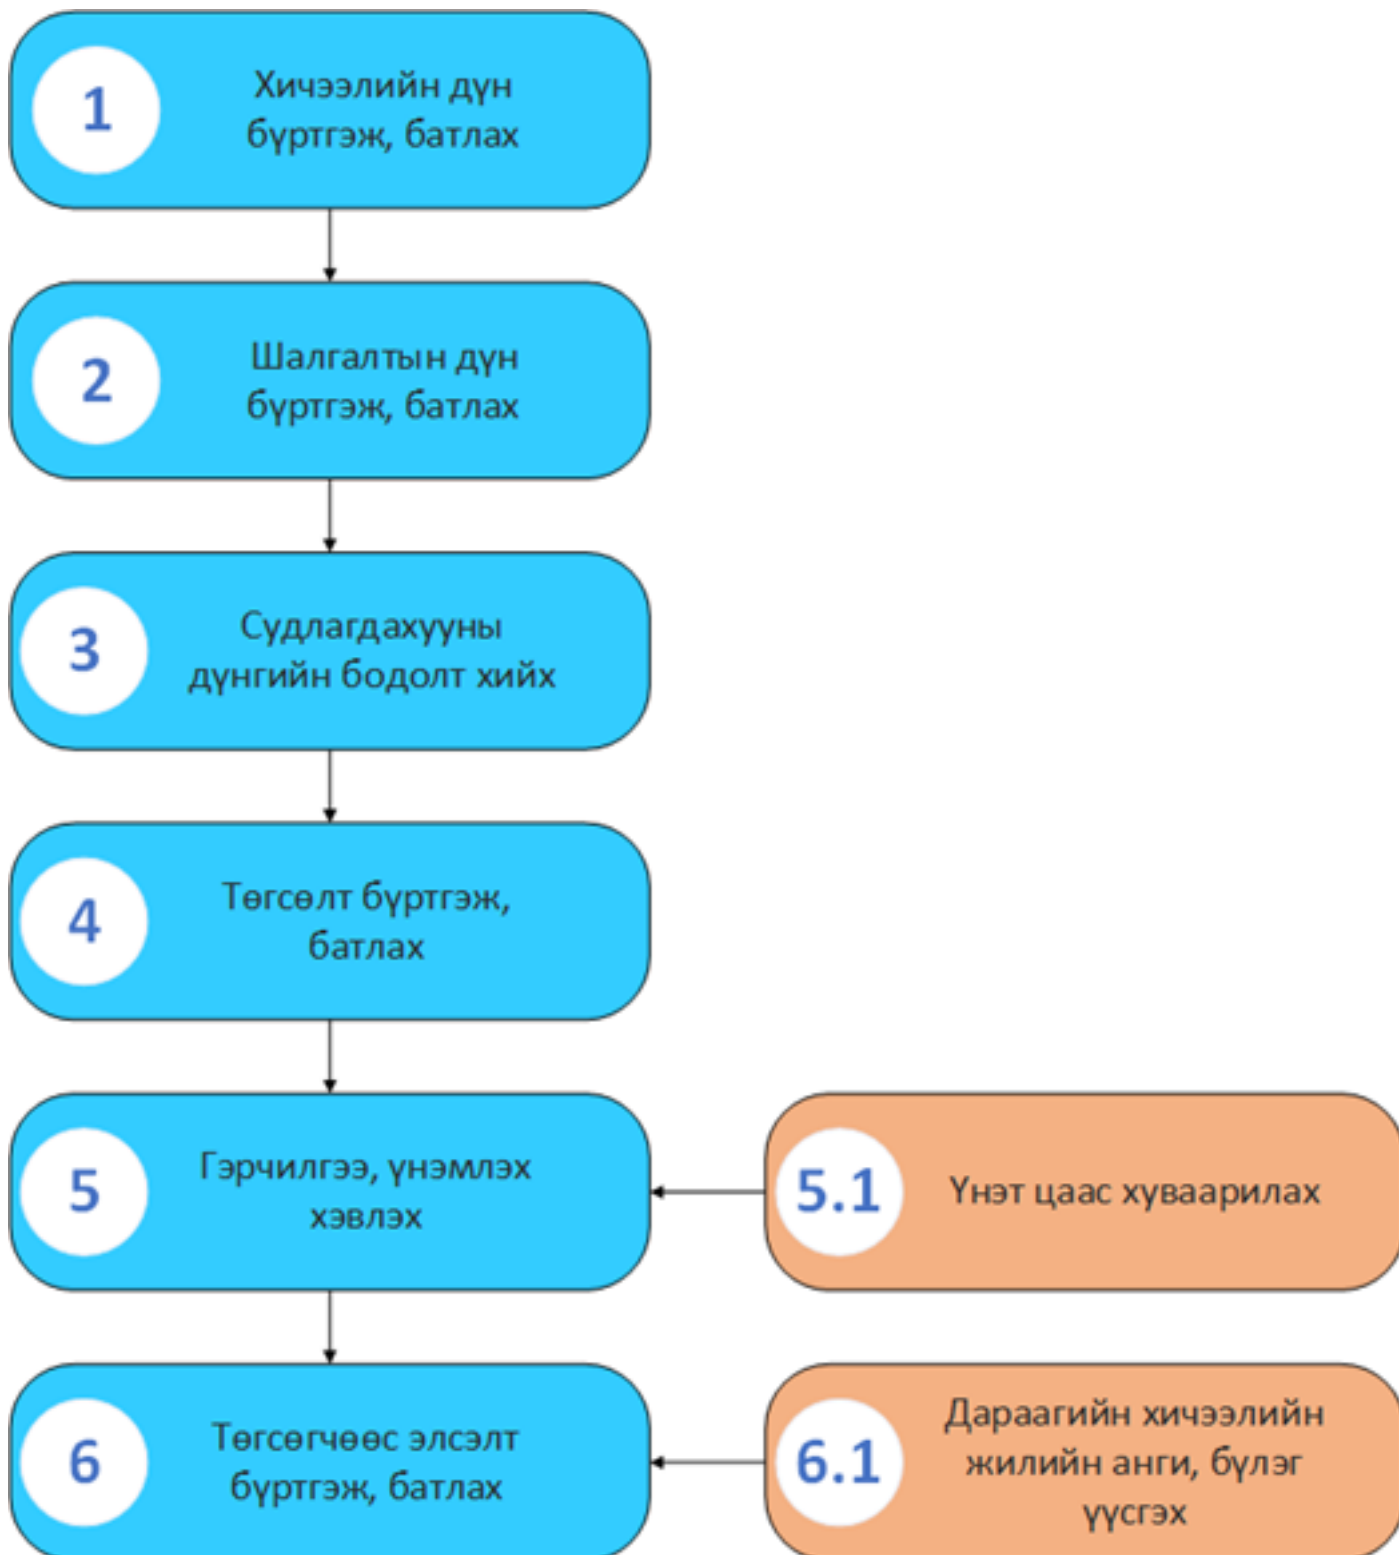 1
Хичээлийн дүн
бүртгэж, батлах
2
Шалгалтын дүн
бүртгэж, батлах
3
Судлагдахууны
дүнгийн бодолт хийх
4
Төгсөлт бүртгэж,
батлах
5
Гэрчилгээ, үнэмлэх
хэвлэх
5.1
Үнэт цаас хуваарилах
6
Төгсөгчөөс элсэлт
бүртгэж, батлах
6.1
Дараагийн хичээлийн
жилийн анги, бүлэг
үүсгэх